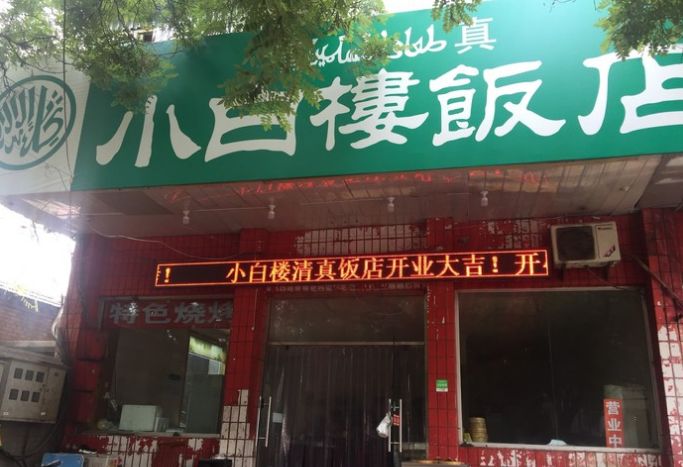 真
小白樓飯店
！ 小白楼清真饭店开业大吉！开
特色烧烤
营业中